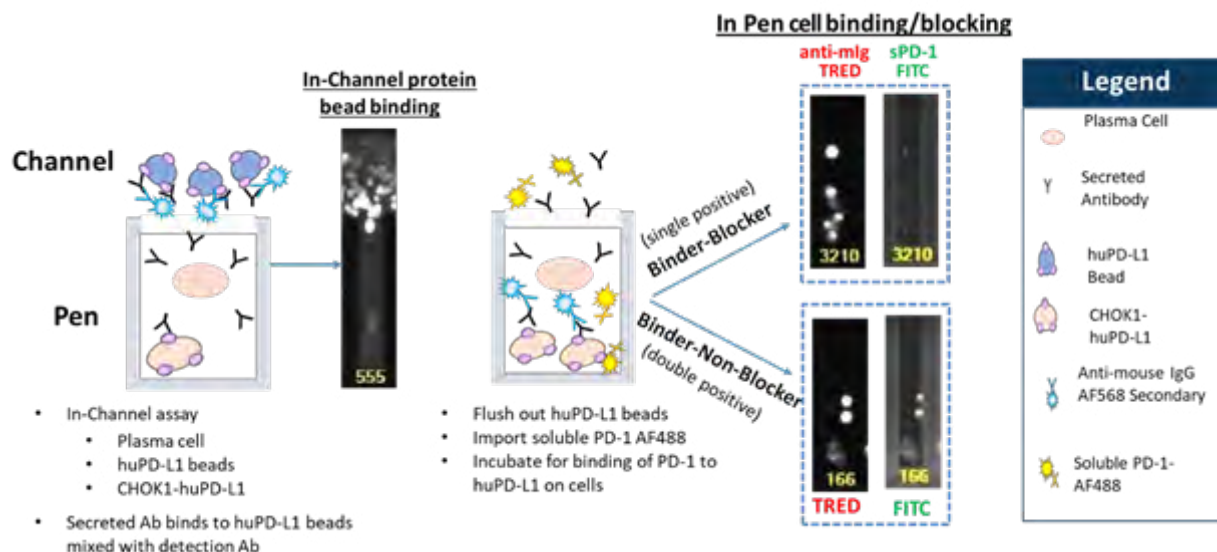 In Pen cell binding/blocking
anti-mIg
TRED
sPD-1
FITC
In-Channel protein
bead binding
Channel
Pen
555
(single positive)
Binder-Blocker
Binder-Non-Blocker
(double positive)
3210
3210
166
166
TRED
FITC
• In-Channel assay
• Plasma cell
• huPD-L1 beads
• CHOK1-huPD-L1
• Secreted Ab binds to huPD-L1 beads
mixed with detection Ab
• Flush out huPD-L1 beads
• Import soluble PD-1 AF488
• Incubate for binding of PD-1 to
huPD-L1 on cells
Legend
Plasma Cell
Secreted
Antibody
huPD-L1
Bead
CHOK1-
huPD-L1
Anti-mouse IgG
AF568 Secondary
Soluble PD-1-
AF488